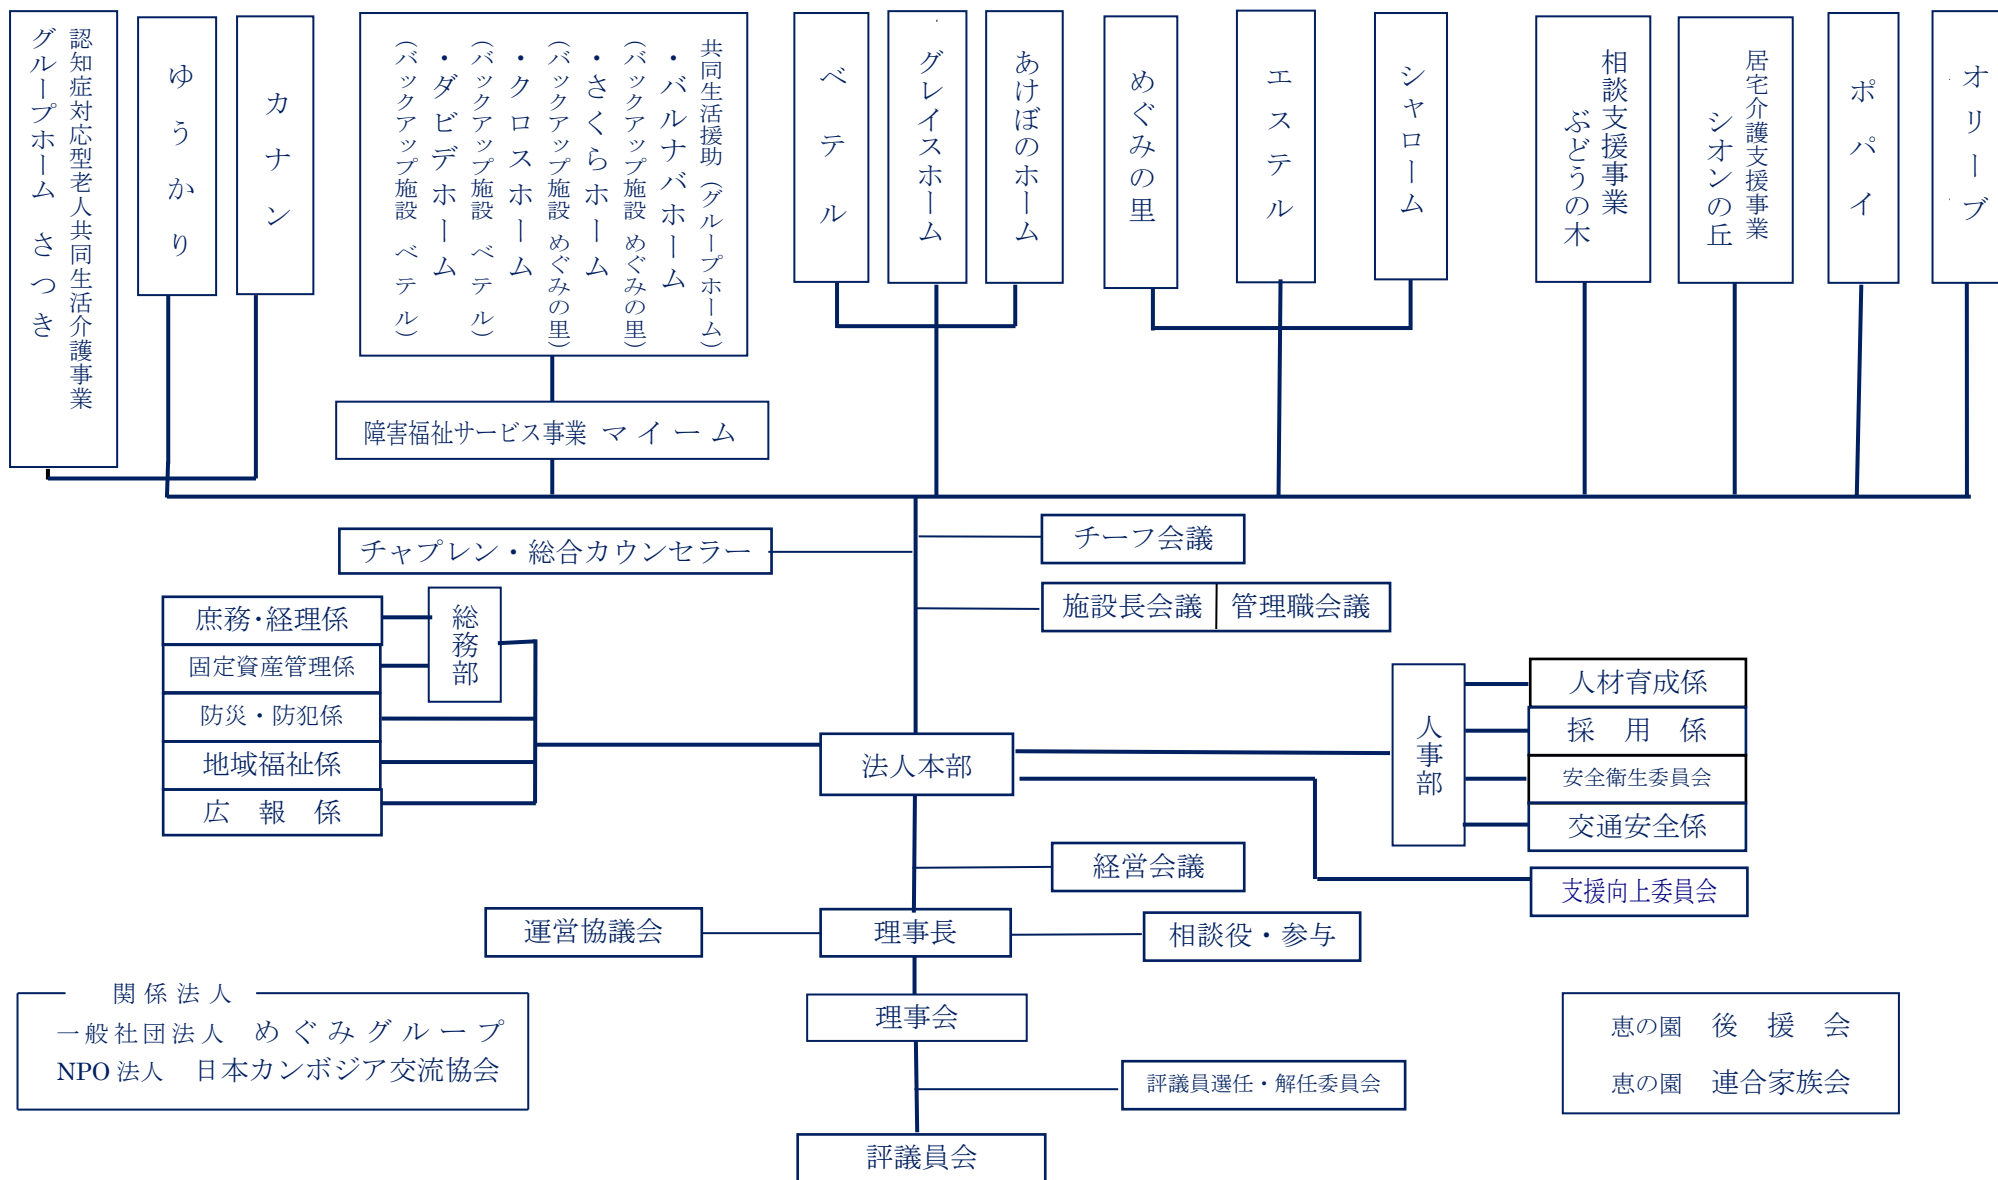 認知症対応型老人共同生活介護事業
グループホーム さつき
ゆうかり
カナン
共同生活援助（グループホーム）
・バルナバホーム
（バックアップ施設 めぐみの里）
・さくらホーム
（バックアップ施設 めぐみの里）
・クロスホーム
（バックアップ施設 ベテル）
・ダビデホーム
（バックアップ施設 ベテル）
ベテル
グレイスホーム
あけぼのホーム
めぐみの里
エステル
シャローム
相談支援事業
ぶどうの木
居宅介護支援事業
シオンの丘
ポパイ
オリーブ
障害福祉サービス事業 マイーム
チャプレン・総合カウンセラー
チーフ会議
施設長会議 管理職会議
総務部
庶務・経理係
固定資産管理係
防災・防犯係
地域福祉係
広報係
法人本部
人事部
人材育成係
採用係
安全衛生委員会
交通安全係
支援向上委員会
経営会議
運営協議会
理事長
相談役・参与
理事会
評議員選任・解任委員会
評議員会
関係法人
一般社団法人 めぐみグループ
NPO法人 日本カンボジア交流協会
恵の園 後援会
恵の園 連合家族会